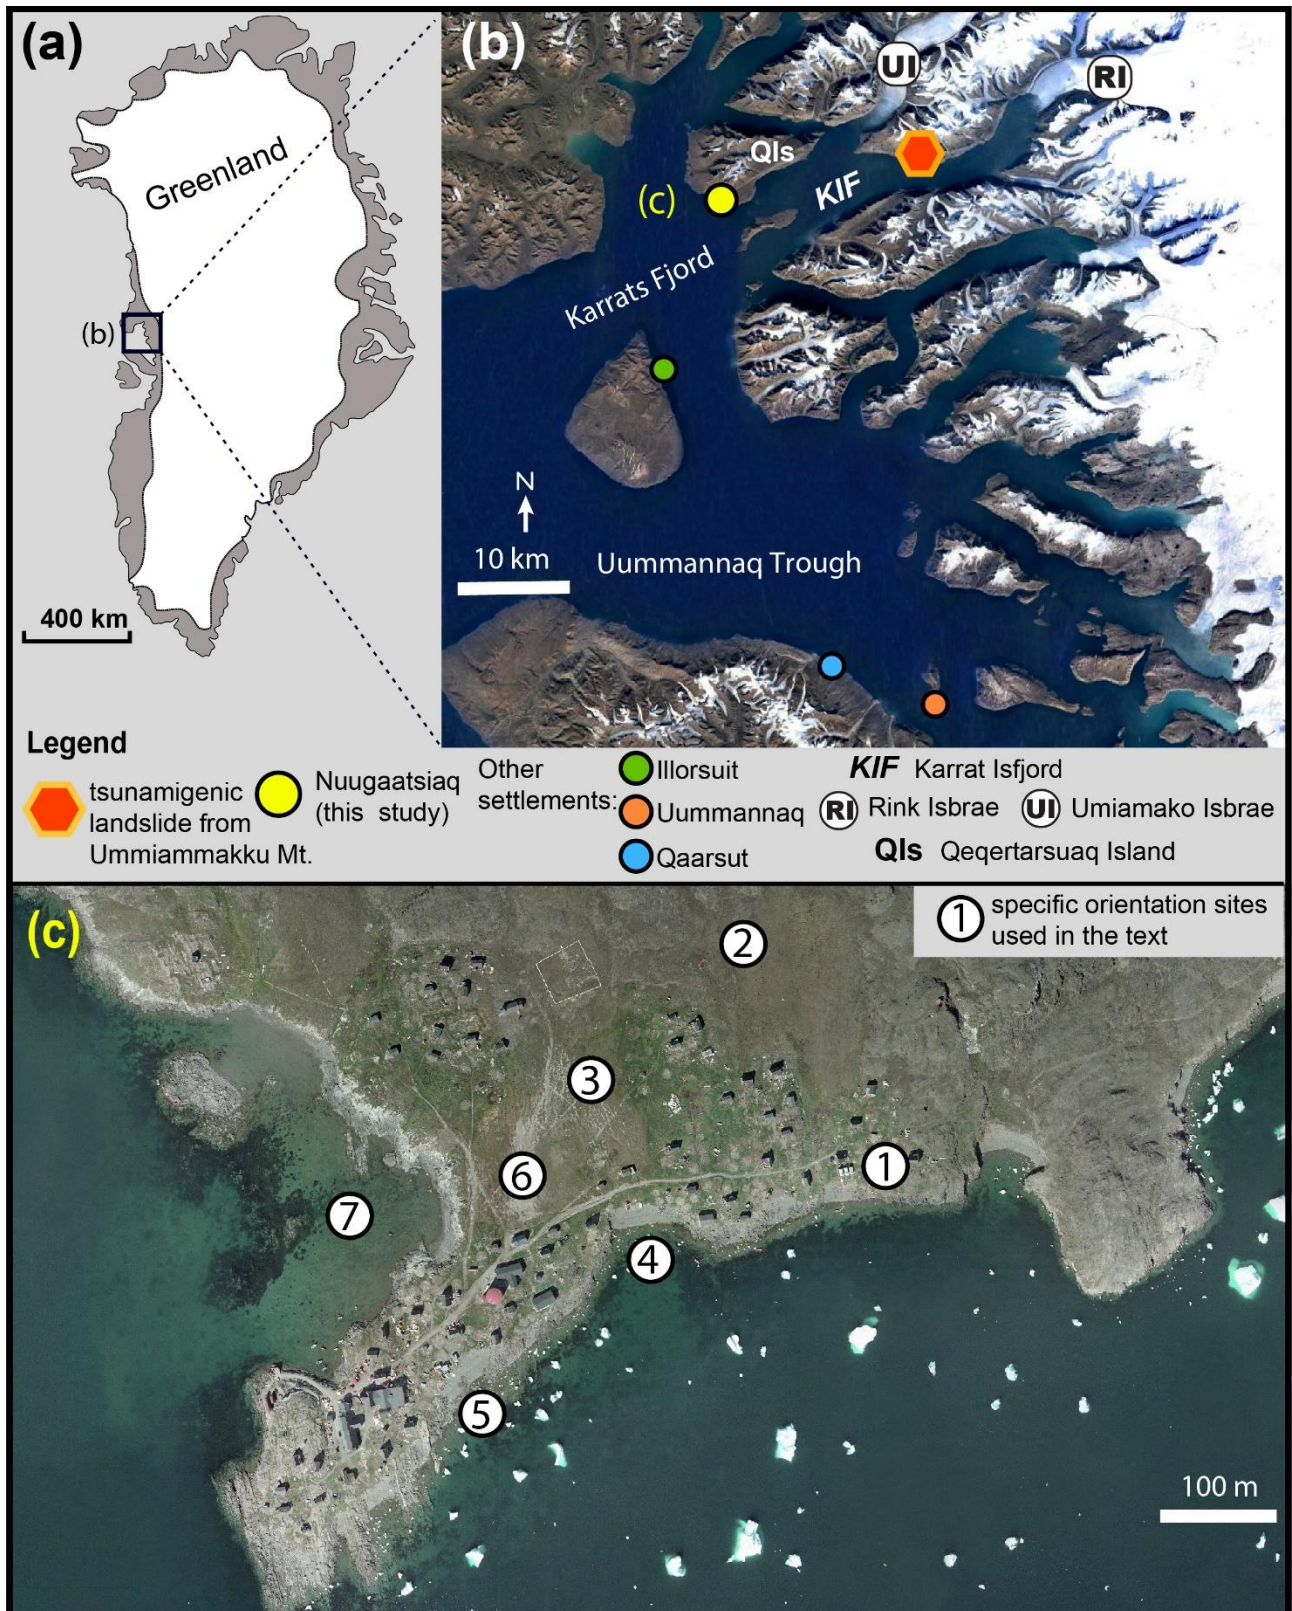 (a)
Greenland
(b)
400 km
(b)
UI
RI
QIs
(c)
KIF
Karrats Fjord
N
10 km
Uummannaq Trough
Legend
tsunamigenic
landslide from
Ummiammakku Mt.
Nuugaatsiaq
(this study)
Other
settlements:
Illorsuit
Uummannaq
Qaarsut
KIF Karrat Isfjord
RI Rink Isbrae
UI Umiamako Isbrae
QIs Qeqertarsuaq Island
(c)
1 specific orientation sites
used in the text
2
3
1
6
7
4
5
100 m